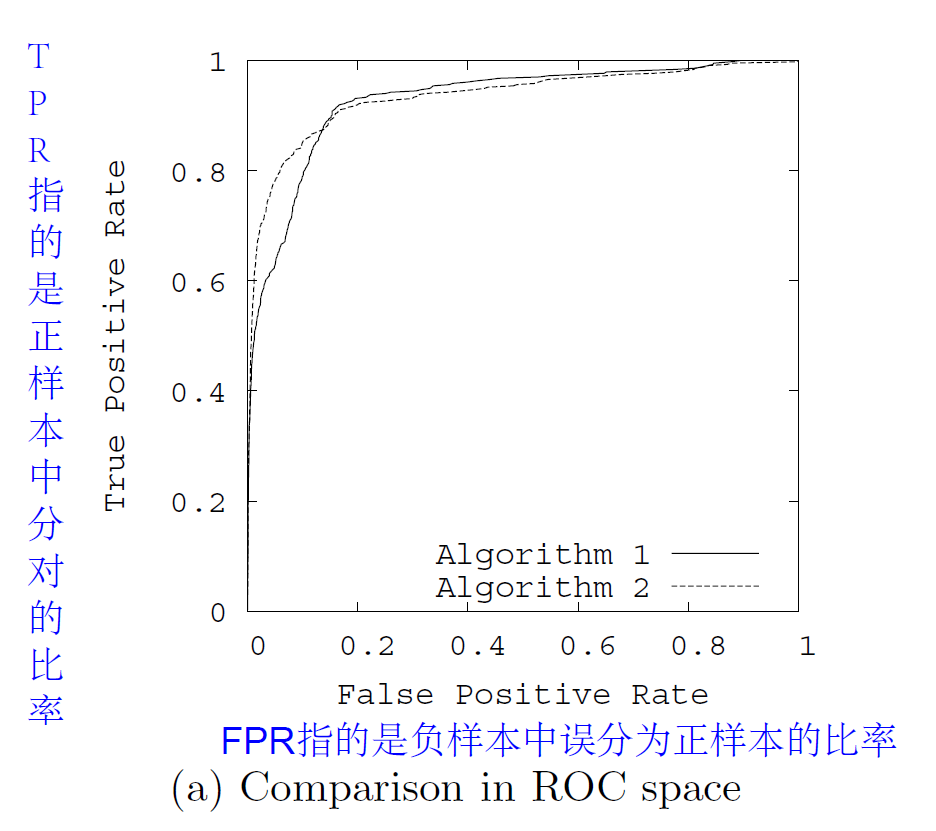 TPR指的是正样本中分对的比率
True Positive Rate
1
0.8
0.6
0.4
0.2
0
Algorithm 1
Algorithm 2
0 0.2 0.4 0.6 0.8 1
False Positive Rate
FPR指的是负样本中误分为正样本的比率
(a) Comparison in ROC space